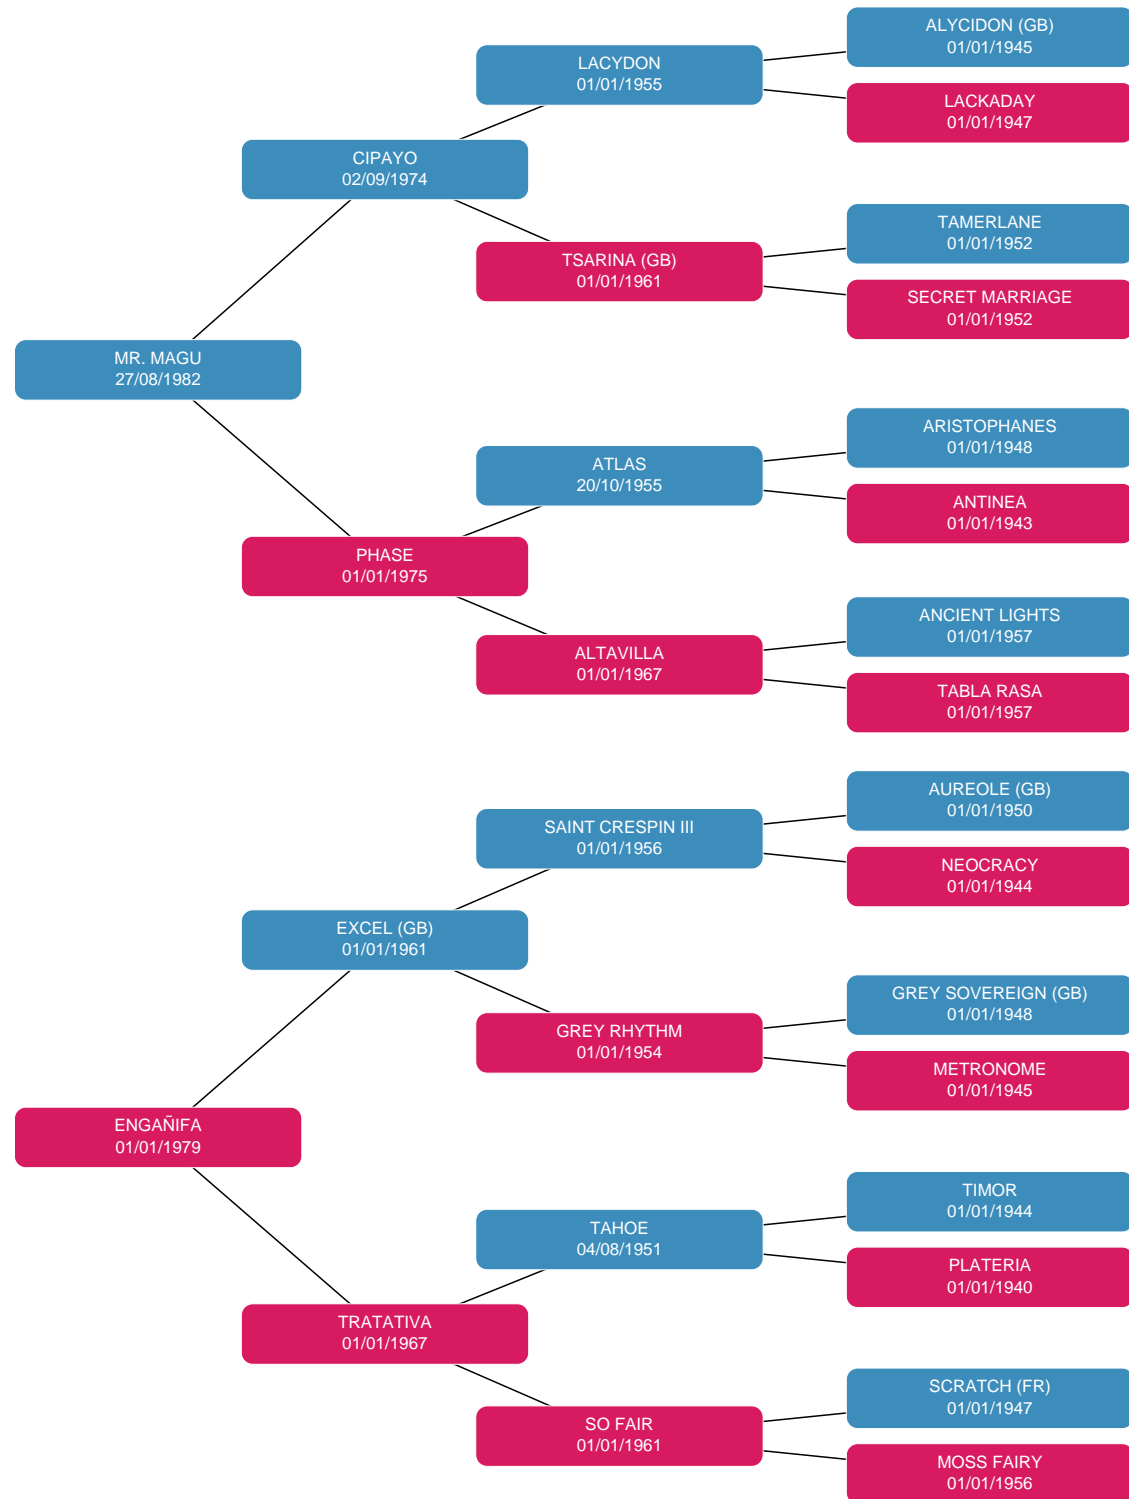 ALYCIDON (GB)
01/01/1945
LACYDON
01/01/1955
LACKADAY
01/01/1947
CIPAYO
02/09/1974
TAMERLANE
01/01/1952
TSARINA (GB)
01/01/1961
SECRET MARRIAGE
01/01/1952
MR. MAGU
27/08/1982
ARISTOPHANES
01/01/1948
ATLAS
20/10/1955
ANTINEA
01/01/1943
PHASE
01/01/1975
ANCIENT LIGHTS
01/01/1957
ALTAVILLA
01/01/1967
TABLA RASA
01/01/1957
AUREOLE (GB)
01/01/1950
SAINT CRESPIN III
01/01/1956
NEOCRACY
01/01/1944
EXCEL (GB)
01/01/1961
GREY SOVEREIGN (GB)
01/01/1948
GREY RHYTHM
01/01/1954
METRONOME
01/01/1945
ENGAÑIFA
01/01/1979
TIMOR
01/01/1944
TAHOE
04/08/1951
PLATERIA
01/01/1940
TRATATIVA
01/01/1967
SCRATCH (FR)
01/01/1947
SO FAIR
01/01/1961
MOSS FAIRY
01/01/1956